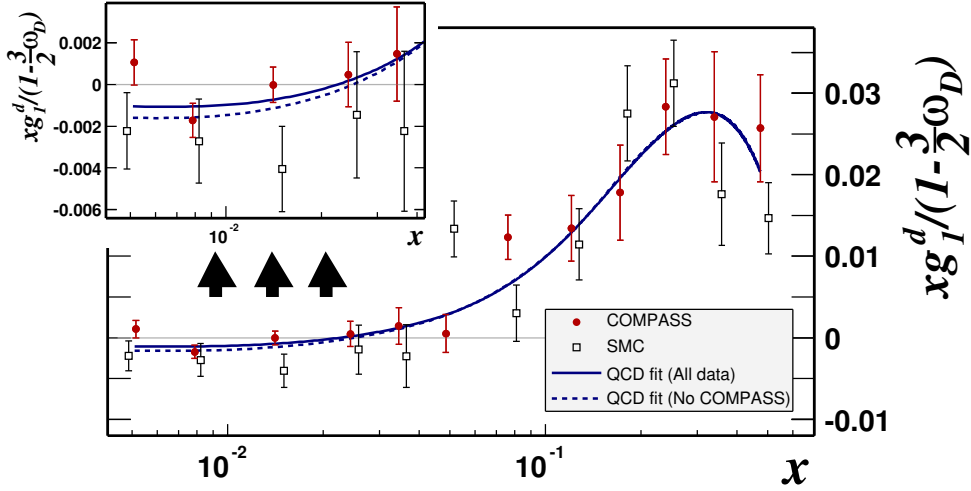 xg₁ᵈ/(1-3/2ω_D)
0.002
0
-0.002
-0.004
-0.006
10⁻²
x
xg₁ᵈ/(1-3/2ω_D)
0.03
0.02
0.01
0
-0.01
COMPASS
SMC
QCD fit (All data)
QCD fit (No COMPASS)
10⁻²
10⁻¹
x